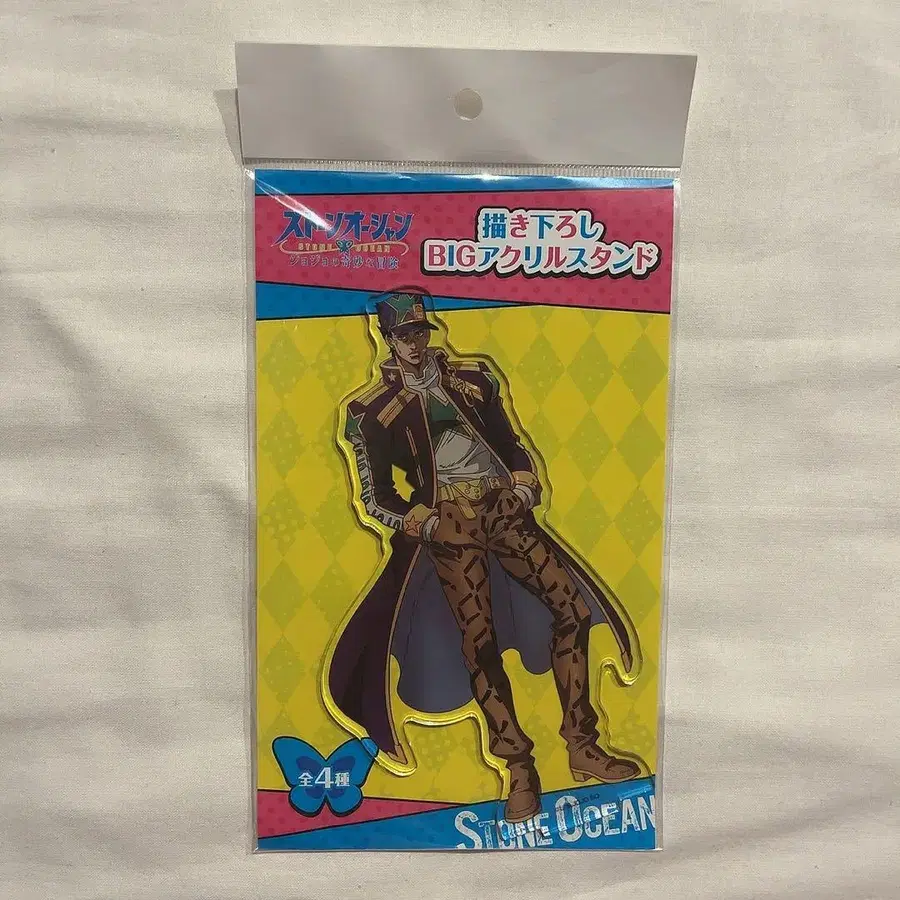 ストーンオーシャン
STONE OCEAN
ジョジョの奇妙な冒険
描き下ろし
BIGアクリルスタンド
全4種
STONE OCEAN